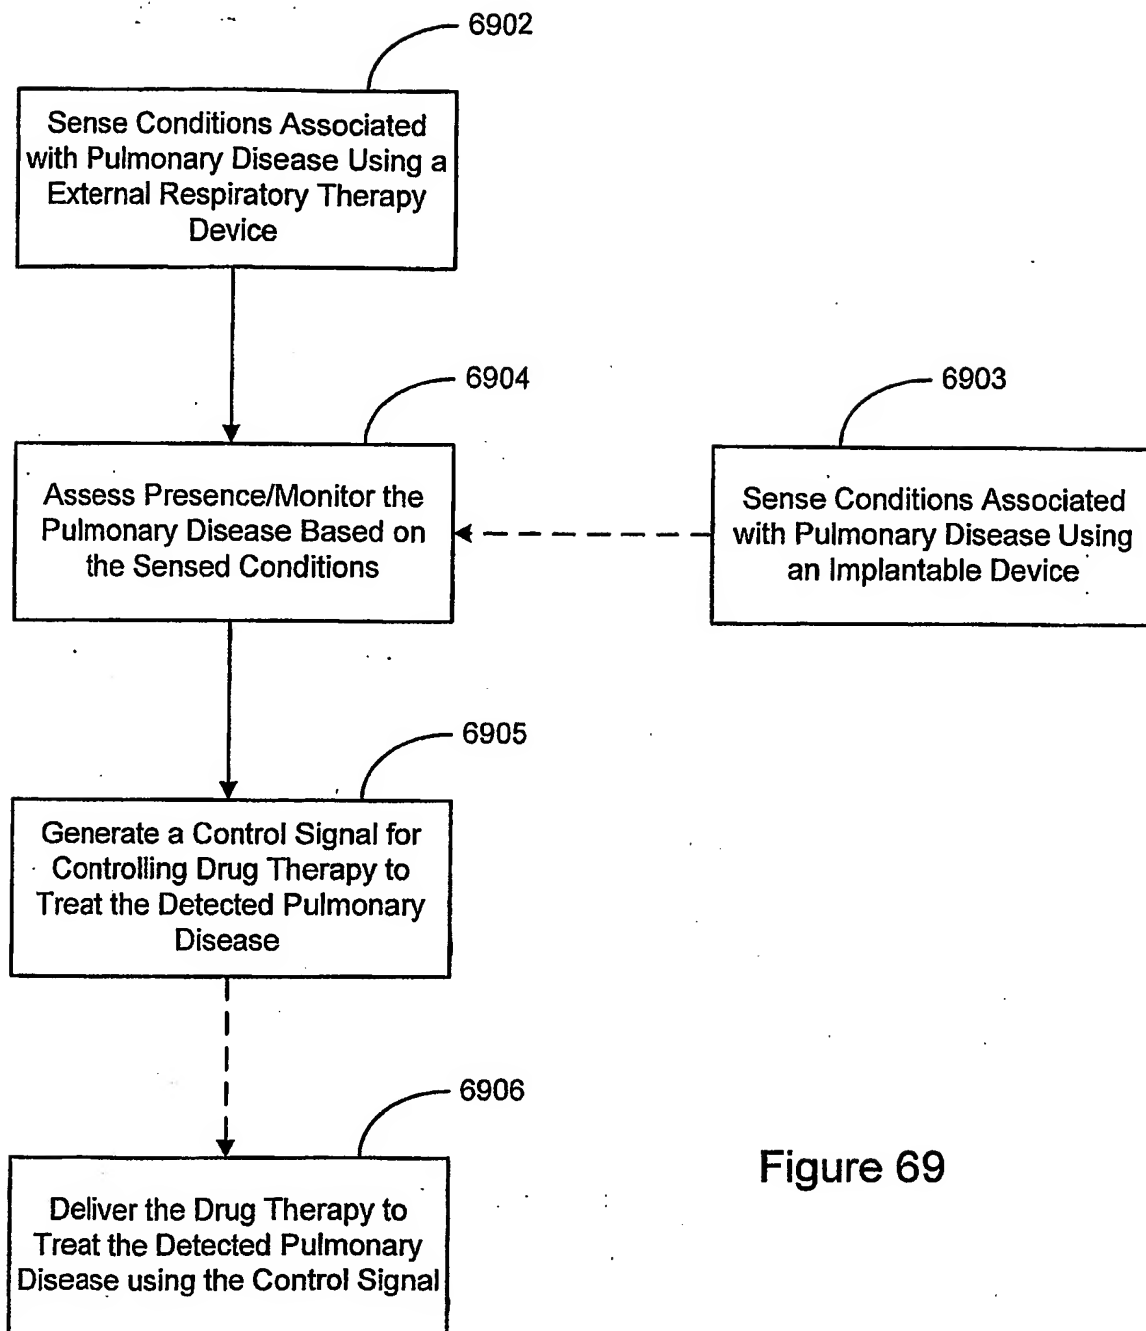 6902
Sense Conditions Associated
with Pulmonary Disease Using a
External Respiratory Therapy
Device
6904
Assess Presence/Monitor the
Pulmonary Disease Based on
the Sensed Conditions
6903
Sense Conditions Associated
with Pulmonary Disease Using
an Implantable Device
6905
Generate a Control Signal for
Controlling Drug Therapy to
Treat the Detected Pulmonary
Disease
6906
Deliver the Drug Therapy to
Treat the Detected Pulmonary
Disease using the Control Signal
Figure 69